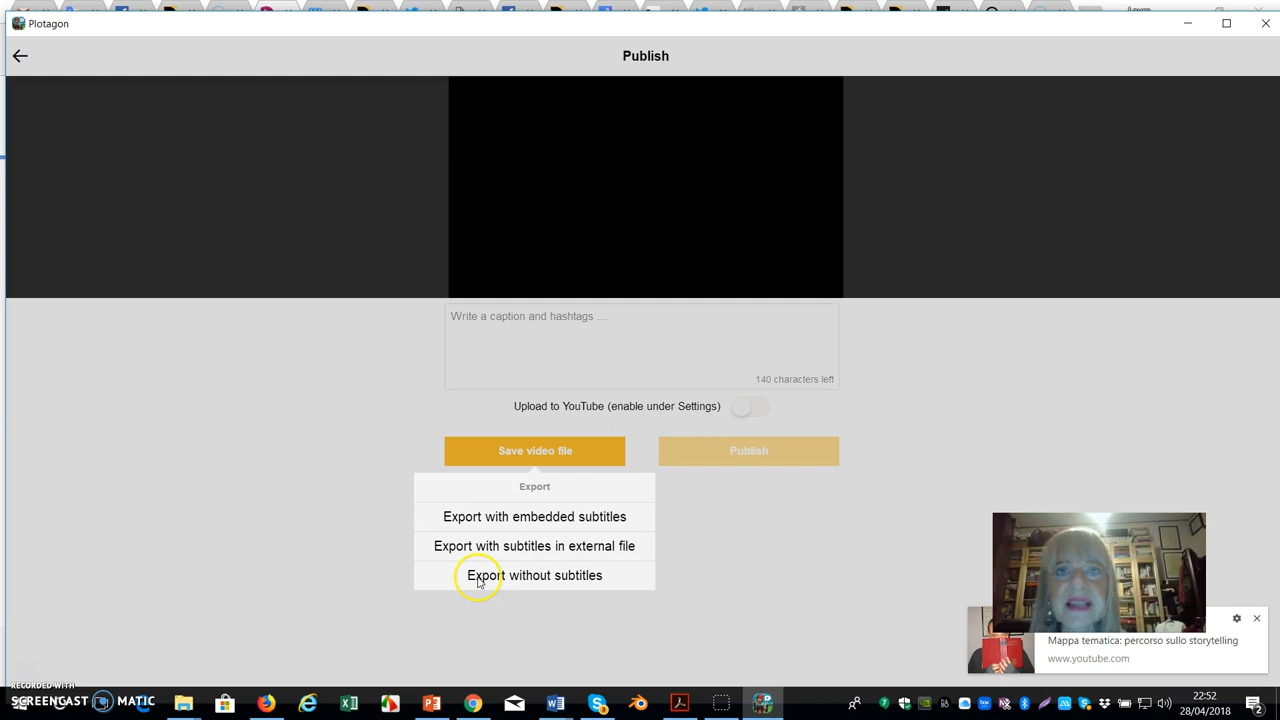 Plotagon
Publish
Write a caption and hashtags ...
140 characters left
Upload to YouTube (enable under Settings)
Save video file
Publish
Export
Export with embedded subtitles
Export with subtitles in external file
Export without subtitles
Mappa tematica: percorso sullo storytelling
www.youtube.com
RECORDED WITH
SCREENCAST MATIC
22:52
28/04/2018